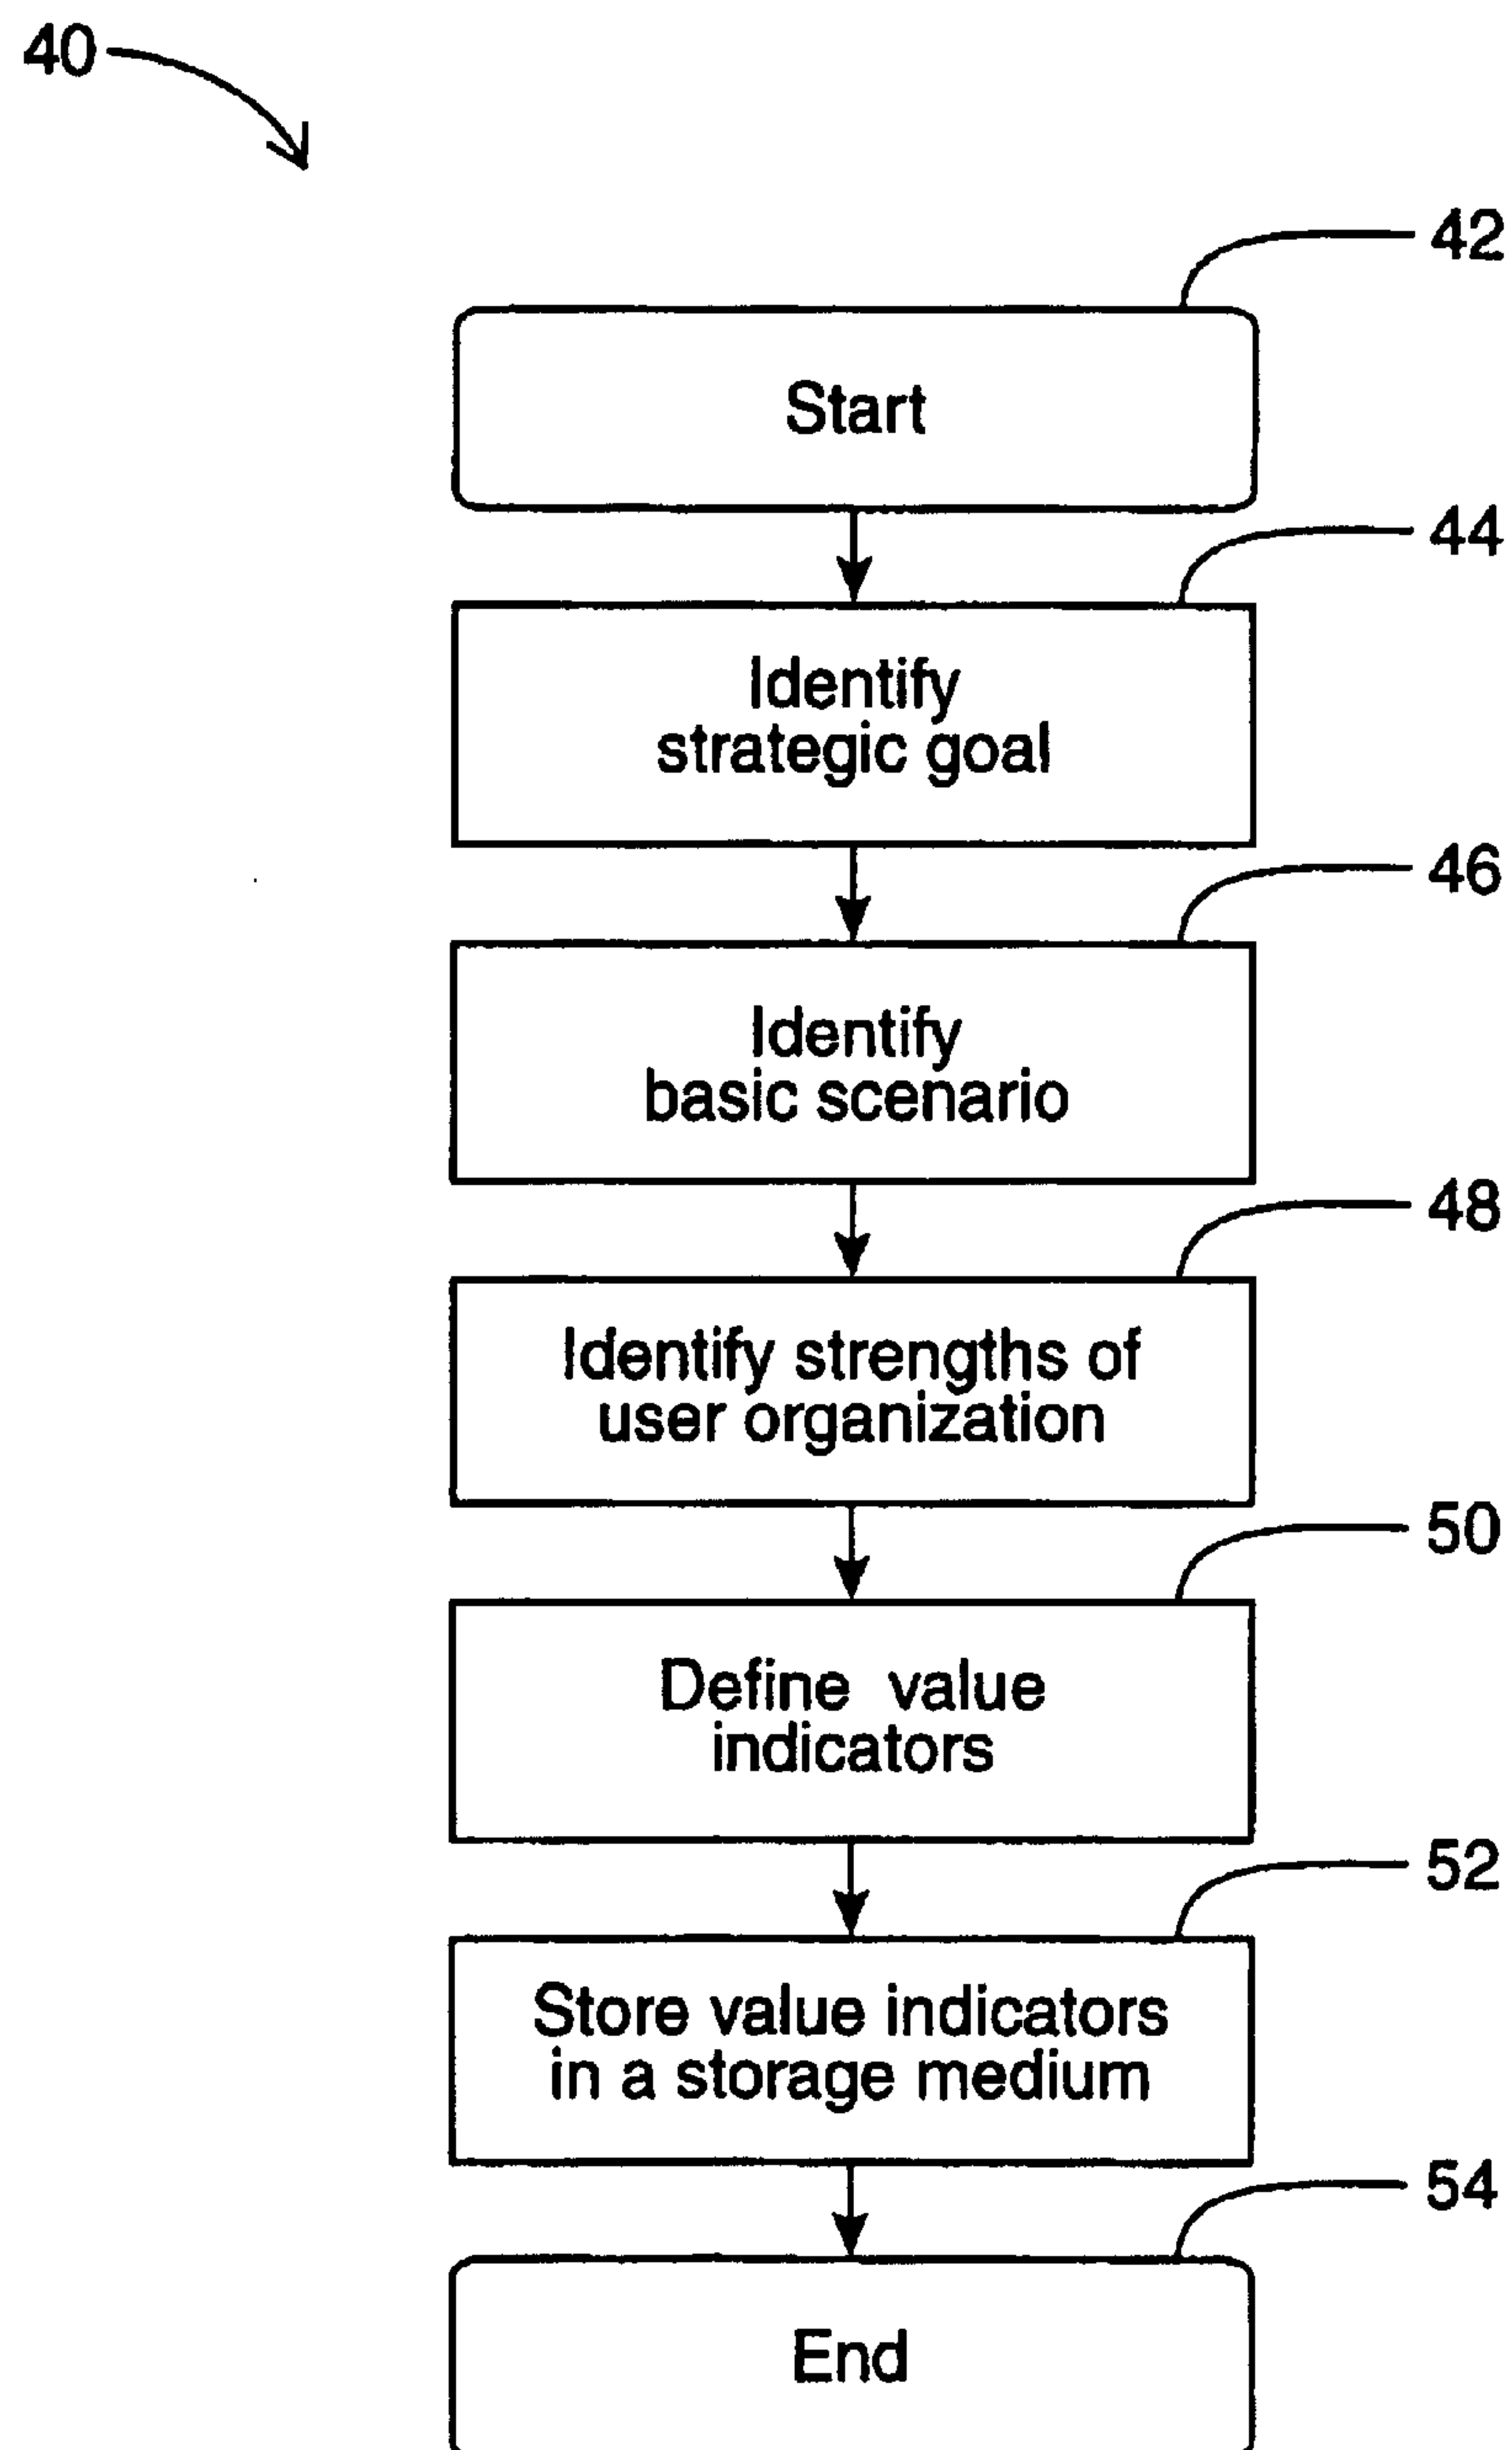 40
42
Start
44
Identify
strategic goal
46
Identify
basic scenario
48
Identify strengths of
user organization
50
Define value
indicators
52
Store value indicators
in a storage medium
54
End